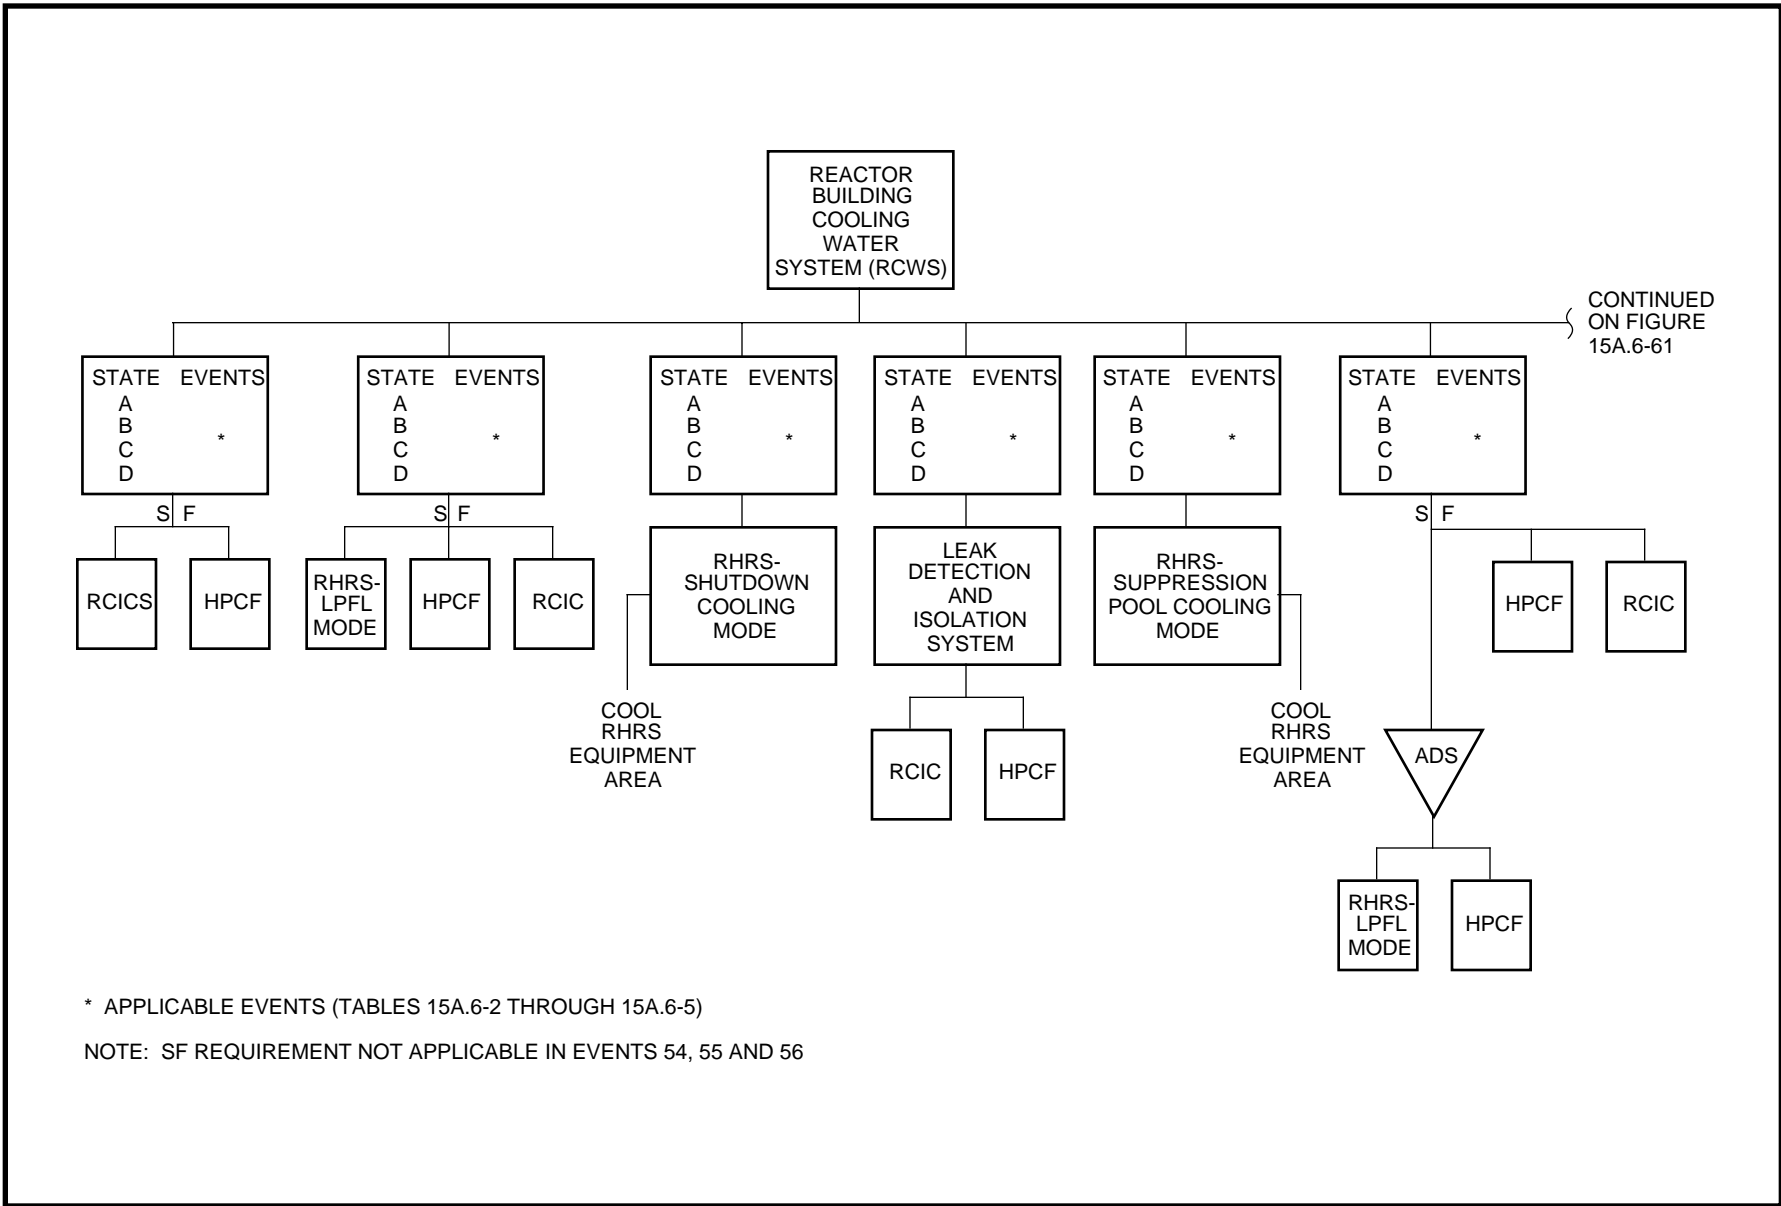 REACTOR
BUILDING
COOLING
WATER
SYSTEM (RCWS)
CONTINUED
ON FIGURE
15A.6-61
STATE EVENTS
A
B
C
D
*
S F
RCICS
HPCF
STATE EVENTS
A
B
C
D
*
S F
RHRS-
LPFL
MODE
HPCF
RCIC
STATE EVENTS
A
B
C
D
*
RHRS-
SHUTDOWN
COOLING
MODE
COOL
RHRS
EQUIPMENT
AREA
STATE EVENTS
A
B
C
D
*
LEAK
DETECTION
AND
ISOLATION
SYSTEM
RCIC
HPCF
STATE EVENTS
A
B
C
D
*
RHRS-
SUPPRESSION
POOL COOLING
MODE
COOL
RHRS
EQUIPMENT
AREA
STATE EVENTS
A
B
C
D
*
S F
HPCF
RCIC
ADS
RHRS-
LPFL
MODE
HPCF
* APPLICABLE EVENTS (TABLES 15A.6-2 THROUGH 15A.6-5)
NOTE: SF REQUIREMENT NOT APPLICABLE IN EVENTS 54, 55 AND 56